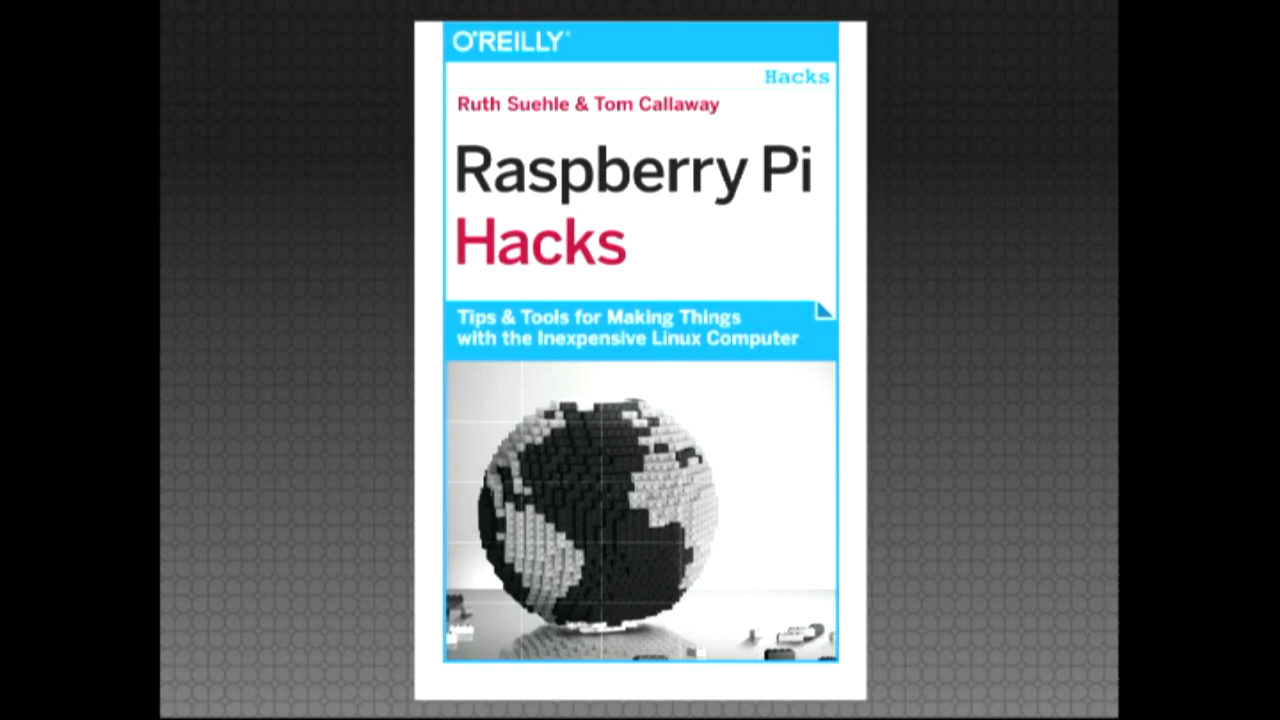 O'REILLY®
Hacks
Ruth Suehle & Tom Callaway
Raspberry Pi
Hacks
Tips & Tools for Making Things
with the Inexpensive Linux Computer